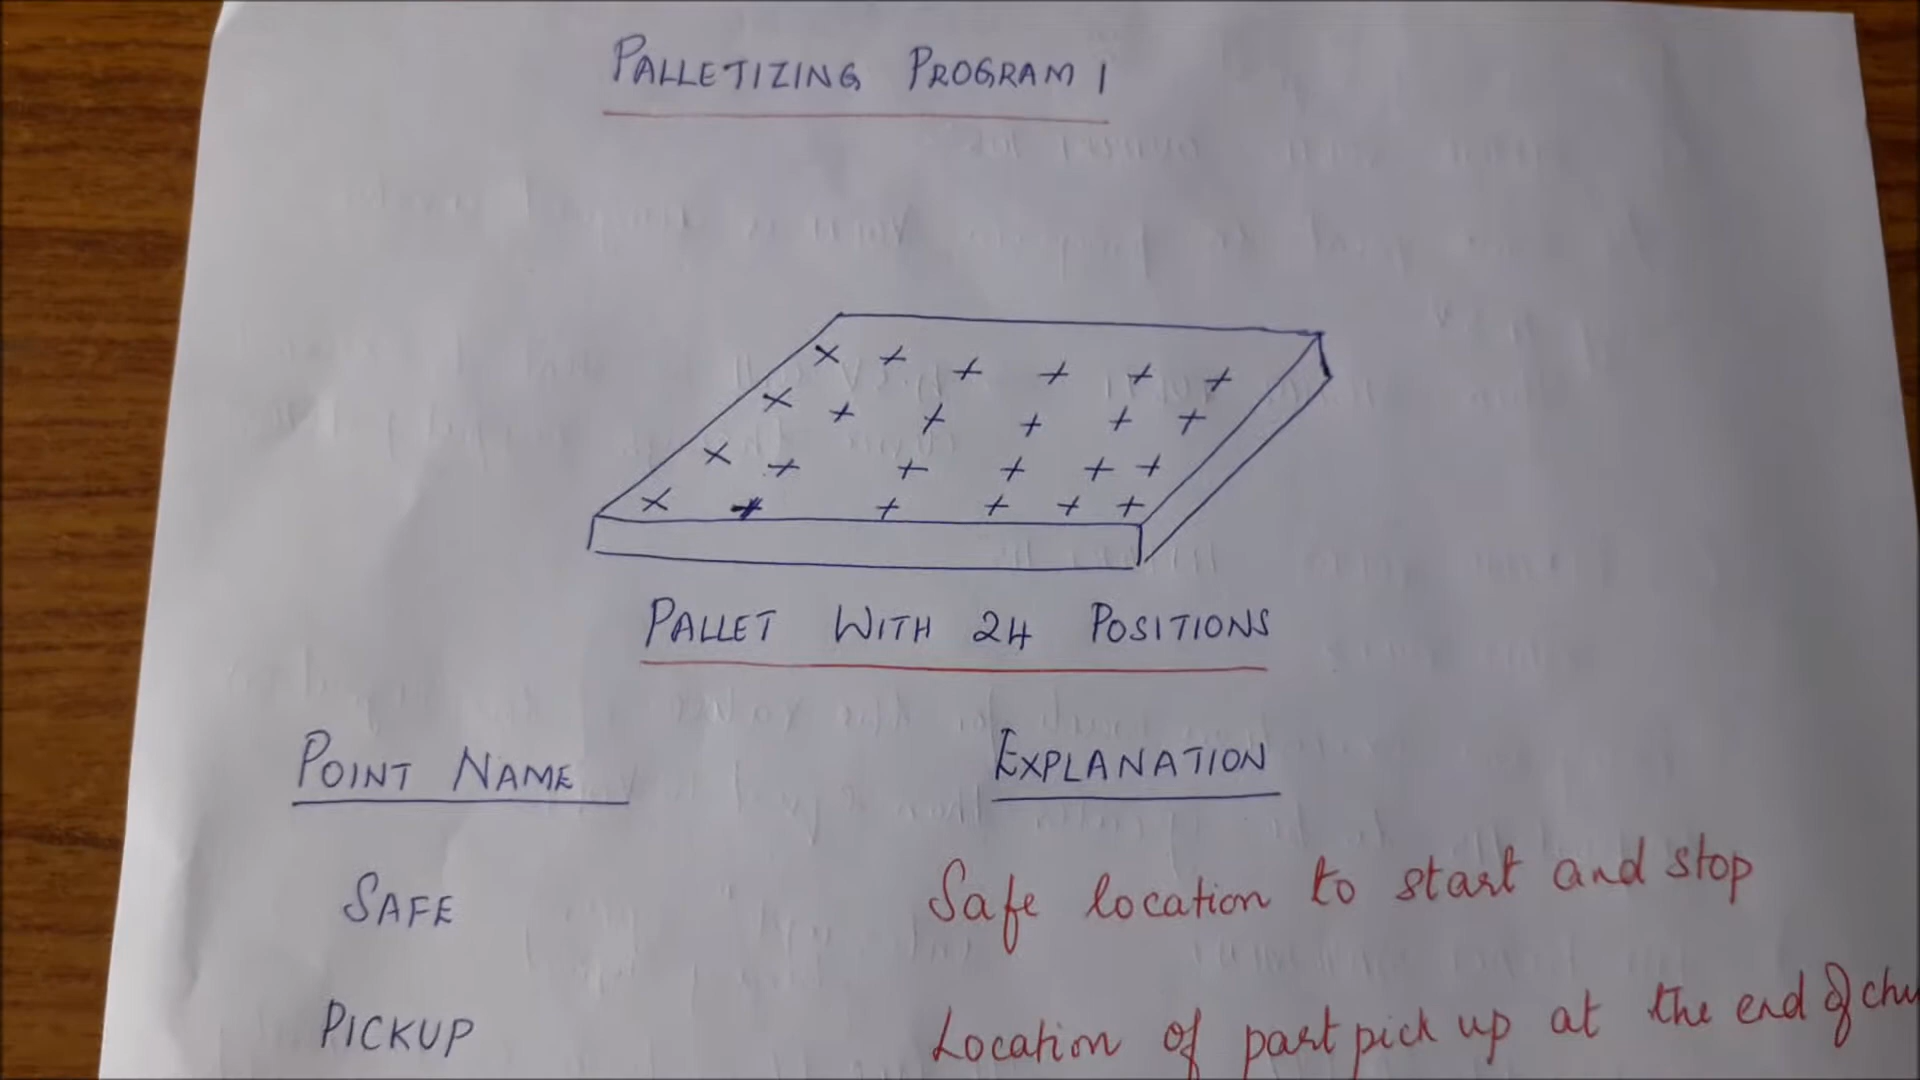 PALLETIZING PROGRAM 1
PALLET WITH 24 POSITIONS
POINT NAME EXPLANATION
SAFE Safe location to start and stop
PICKUP Location of part pick up at the end of